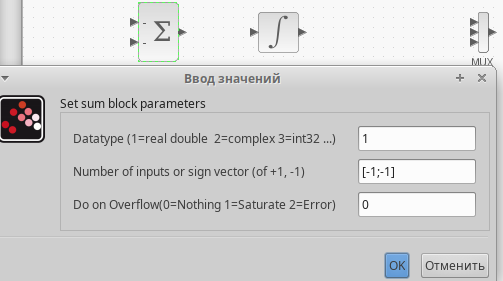 - Σ
- ∫
MUX
Ввод значений
Set sum block parameters
Datatype (1=real double 2=complex 3=int32 ...) 1
Number of inputs or sign vector (of +1, -1) [-1;-1]
Do on Overflow(0=Nothing 1=Saturate 2=Error) 0
OK Отменить